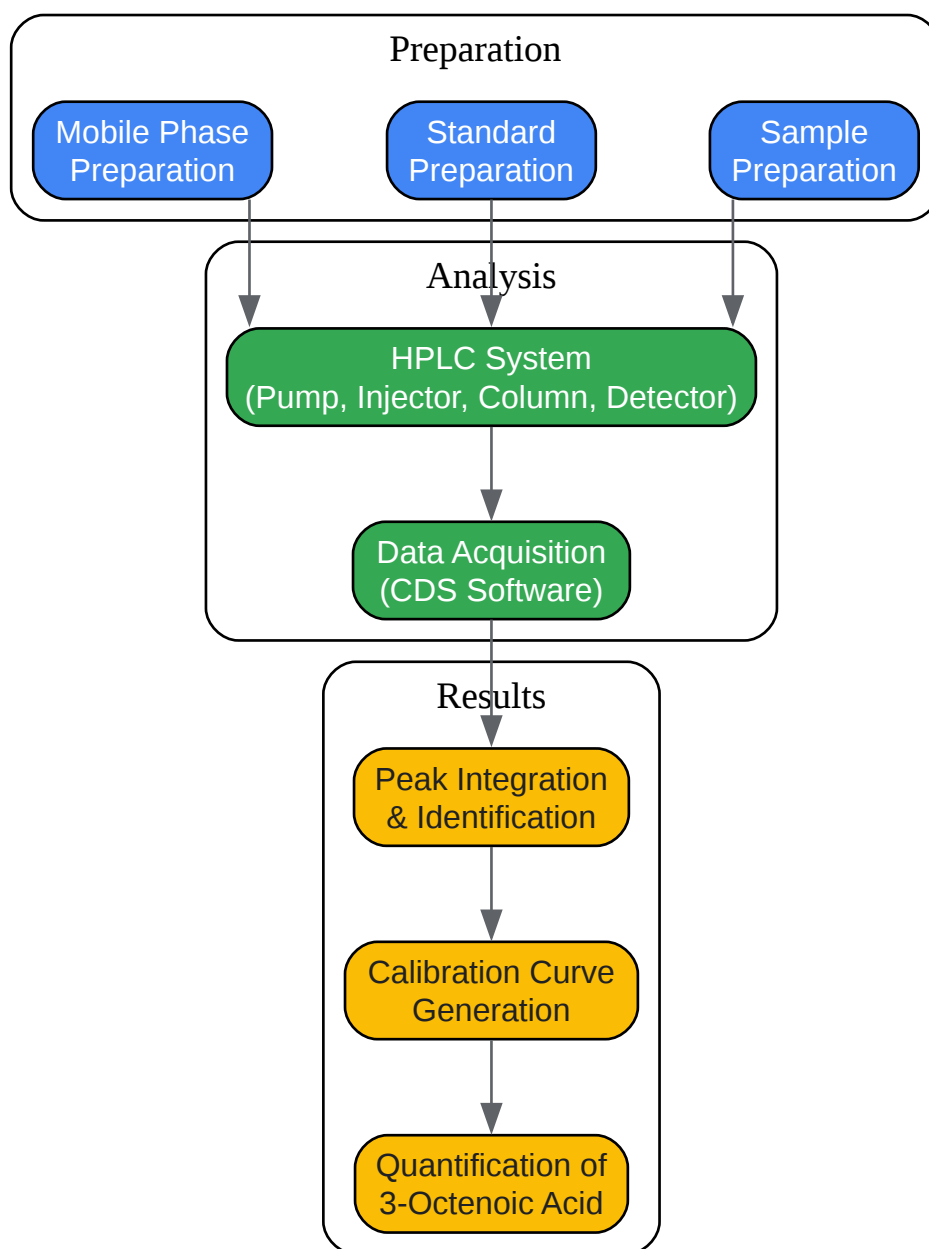 Preparation
Mobile Phase
Preparation
Standard
Preparation
Sample
Preparation
Analysis
HPLC System
(Pump, Injector, Column, Detector)
Data Acquisition
(CDS Software)
Results
Peak Integration
& Identification
Calibration Curve
Generation
Quantification of
3-Octenoic Acid